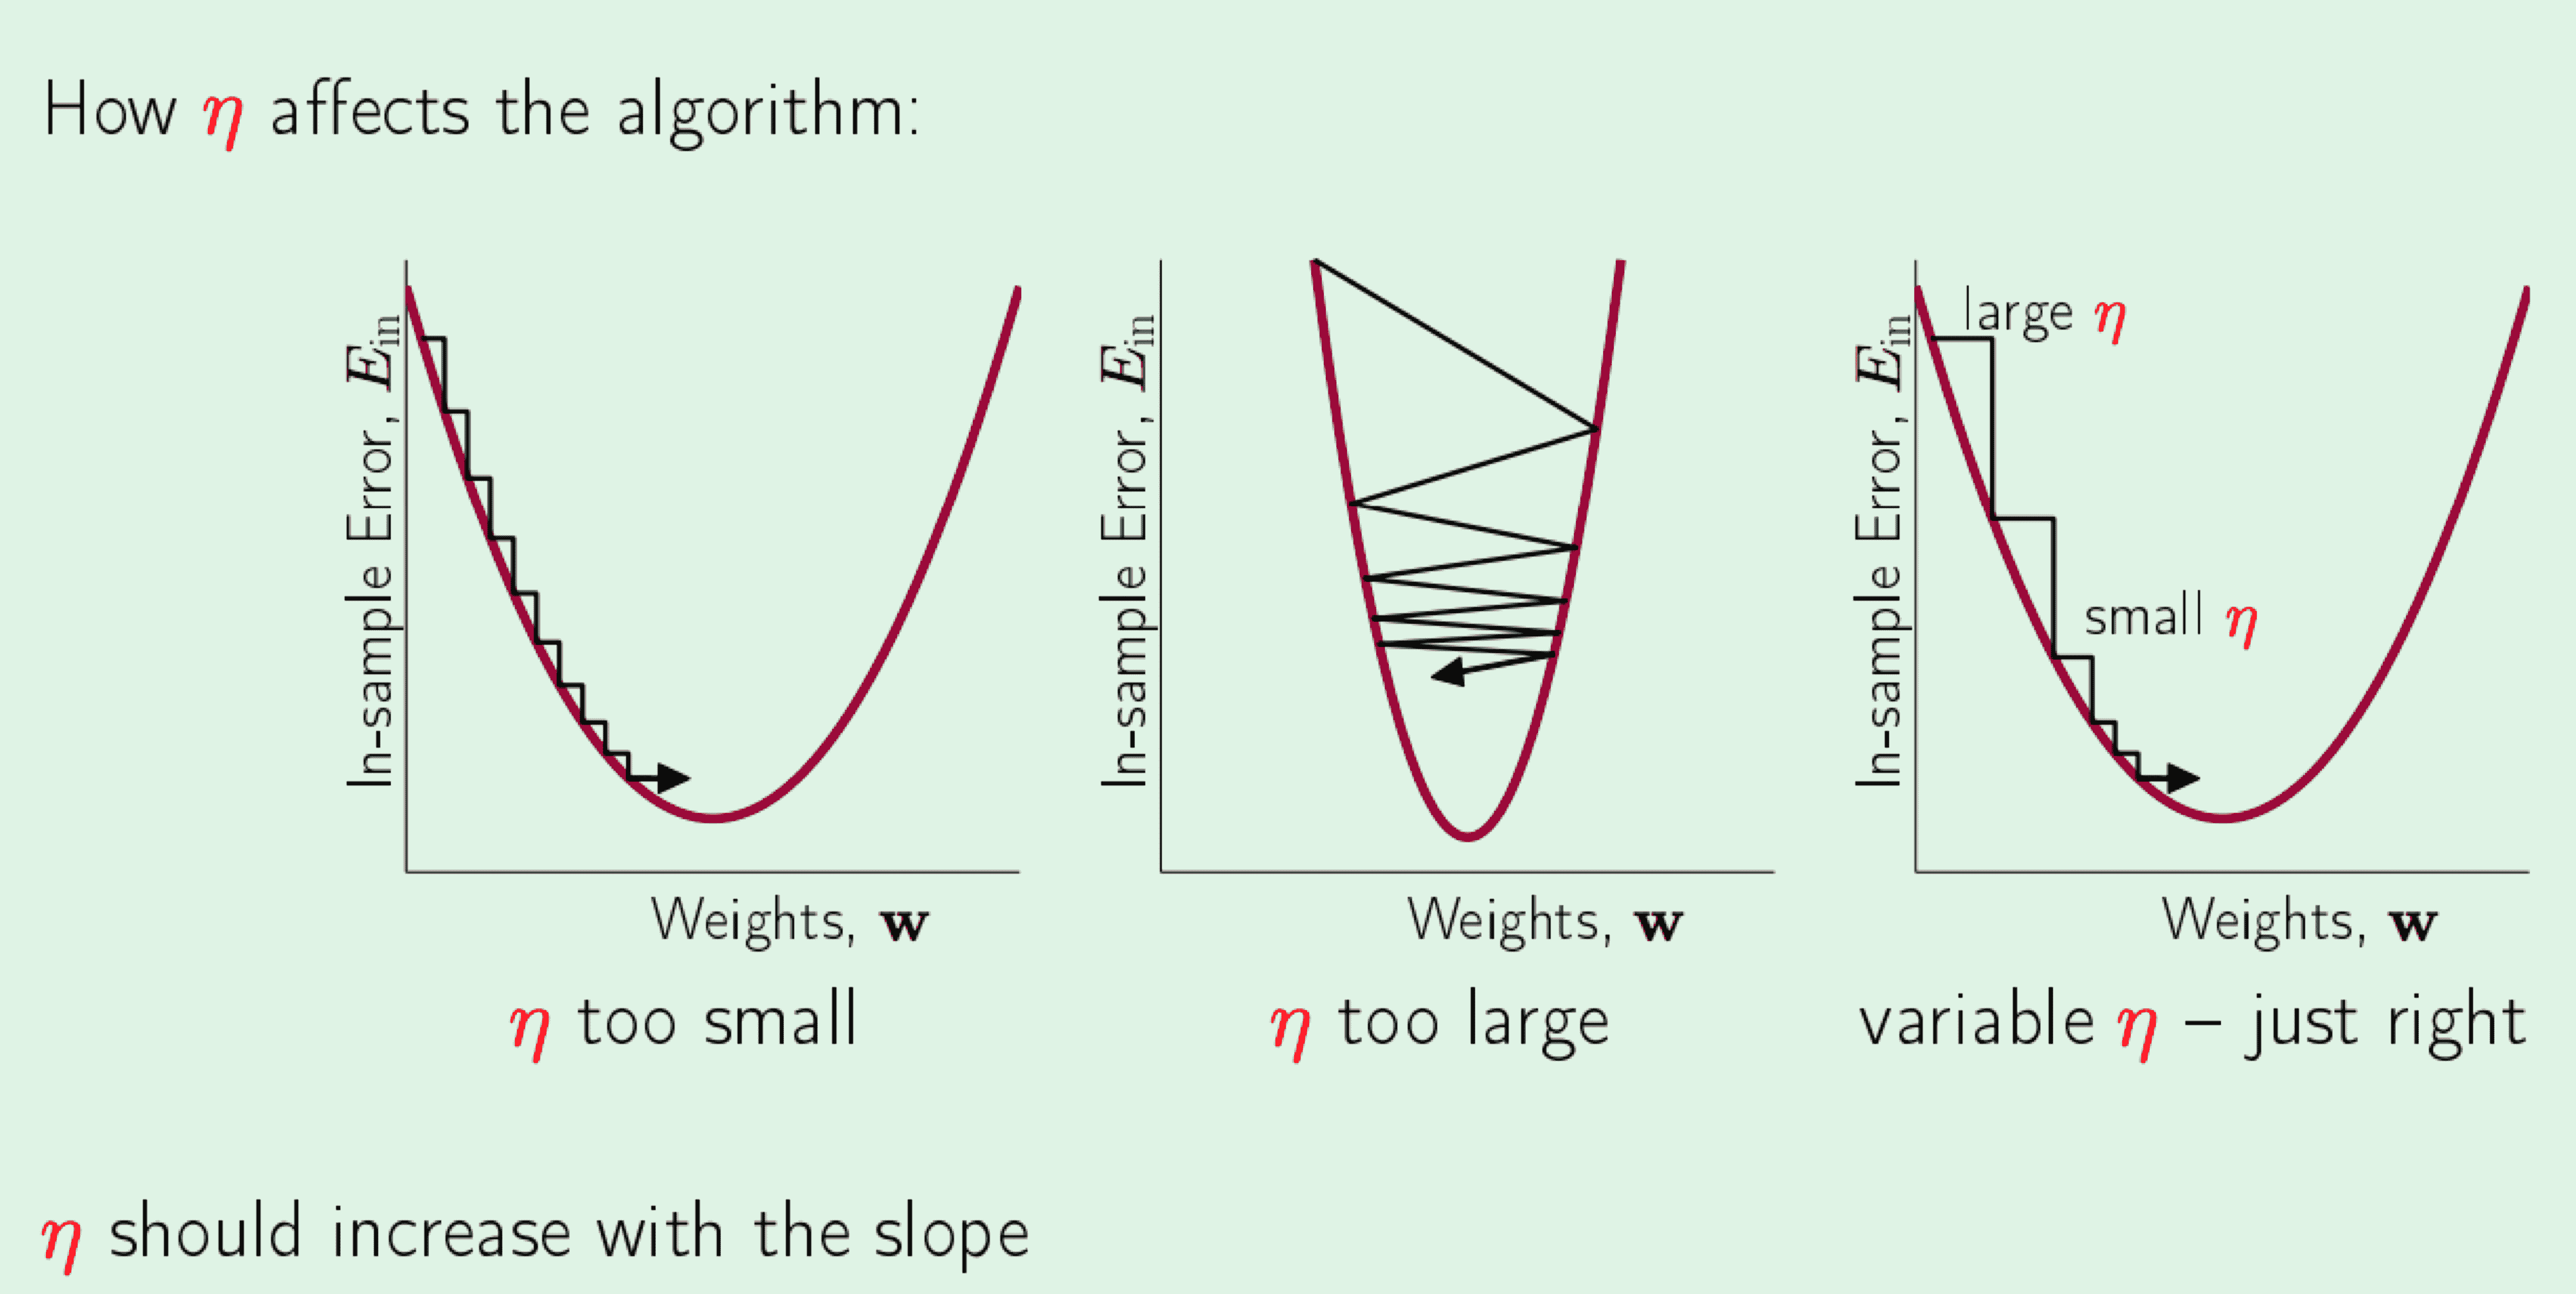 How η affects the algorithm:
In-sample Error, E_in
Weights, w
η too small
In-sample Error, E_in
Weights, w
η too large
In-sample Error, E_in
large η
small η
Weights, w
variable η – just right
η should increase with the slope